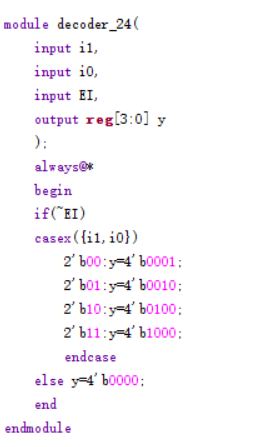 module decoder_24(
input i1,
input i0,
input EI,
output reg[3:0] y
);
always@*
begin
if(~EI)
casex({i1,i0})
2'b00:y=4'b0001;
2'b01:y=4'b0010;
2'b10:y=4'b0100;
2'b11:y=4'b1000;
endcase
else y=4'b0000;
end
endmodule